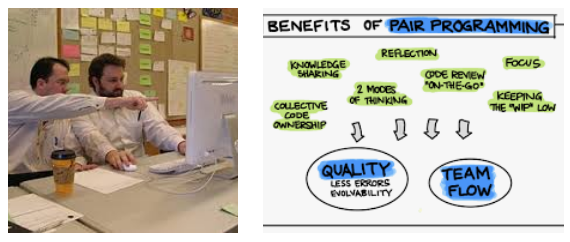 BENEFITS OF PAIR PROGRAMMING
REFLECTION
KNOWLEDGE
SHARING
CODE REVIEW
"ON-THE-GO"
FOCUS
2 MODES
OF THINKING
KEEPING
THE "WIP" LOW
COLLECTIVE
CODE
OWNERSHIP
QUALITY
LESS ERRORS
EVOLVABILITY
TEAM
FLOW